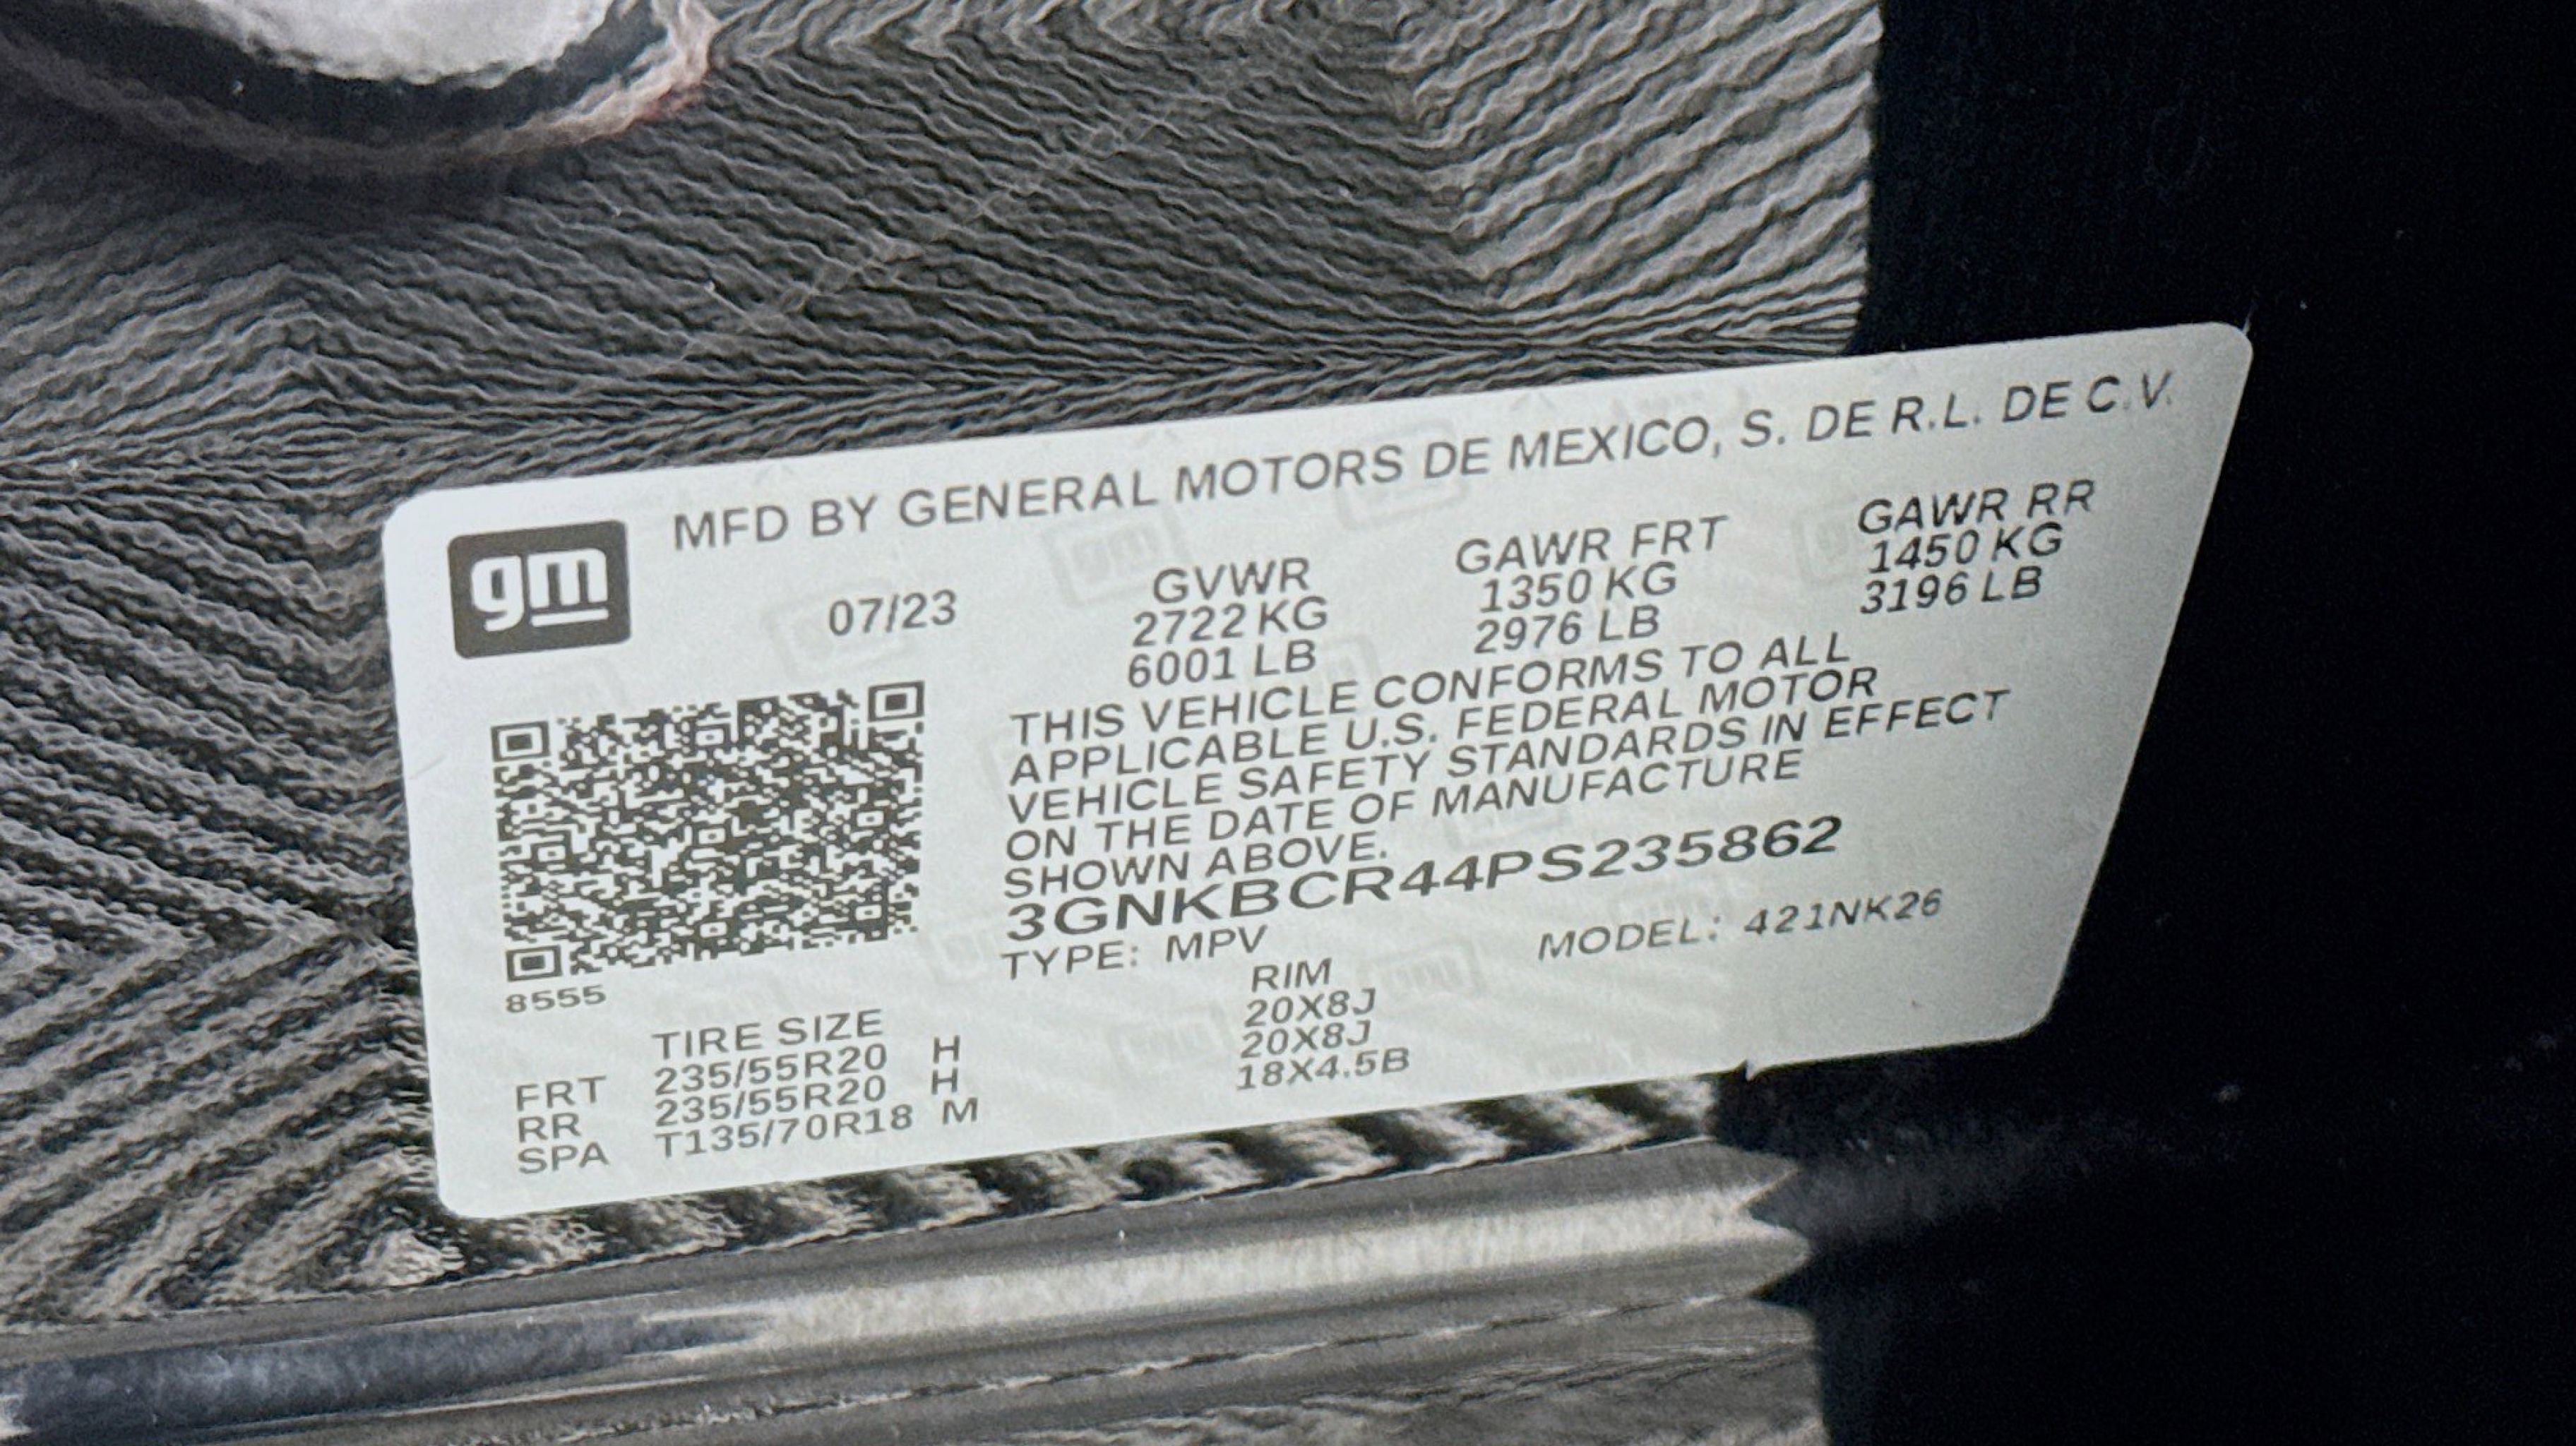 gm
MFD BY GENERAL MOTORS DE MEXICO, S. DE R.L. DE C.V.
07/23
GVWR
2722 KG
6001 LB
GAWR FRT
1350 KG
2976 LB
GAWR RR
1450 KG
3196 LB
THIS VEHICLE CONFORMS TO ALL
APPLICABLE U.S. FEDERAL MOTOR
VEHICLE SAFETY STANDARDS IN EFFECT
ON THE DATE OF MANUFACTURE
SHOWN ABOVE.
3GNKBCR44PS235862
TYPE: MPV
MODEL: 421NK26
8555
TIRE SIZE RIM
FRT 235/55R20 H 20X8J
RR 235/55R20 H 20X8J
SPA T135/70R18 M 18X4.5B